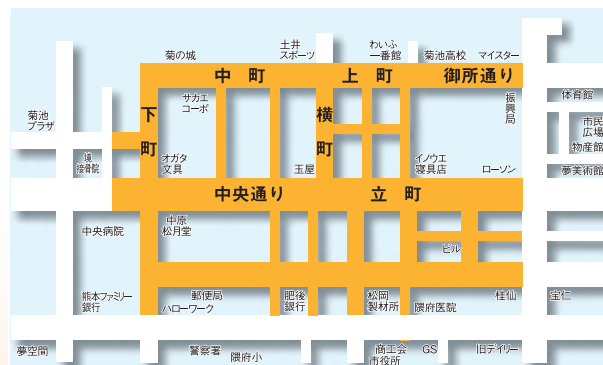 菊の城
土井
スポーツ
わいふ
一番館
菊池高校
マイスター
中 町
上 町
御所通り
菊池
プラザ
下町
サカエ
コーポ
横町
振興局
体育館
市民
広場
物産館
境
接骨院
オガタ
文具
玉屋
イノウエ
寝具店
ローソン
夢美術館
中央通り
立 町
中央病院
中原
松月堂
ビル
熊本ファミリー
銀行
郵便局
ハローワーク
肥後
銀行
松岡
製材所
隈府医院
桂仙
宝仁
夢空間
警察署
隈府小
商工会
市役所
GS
旧デイリー